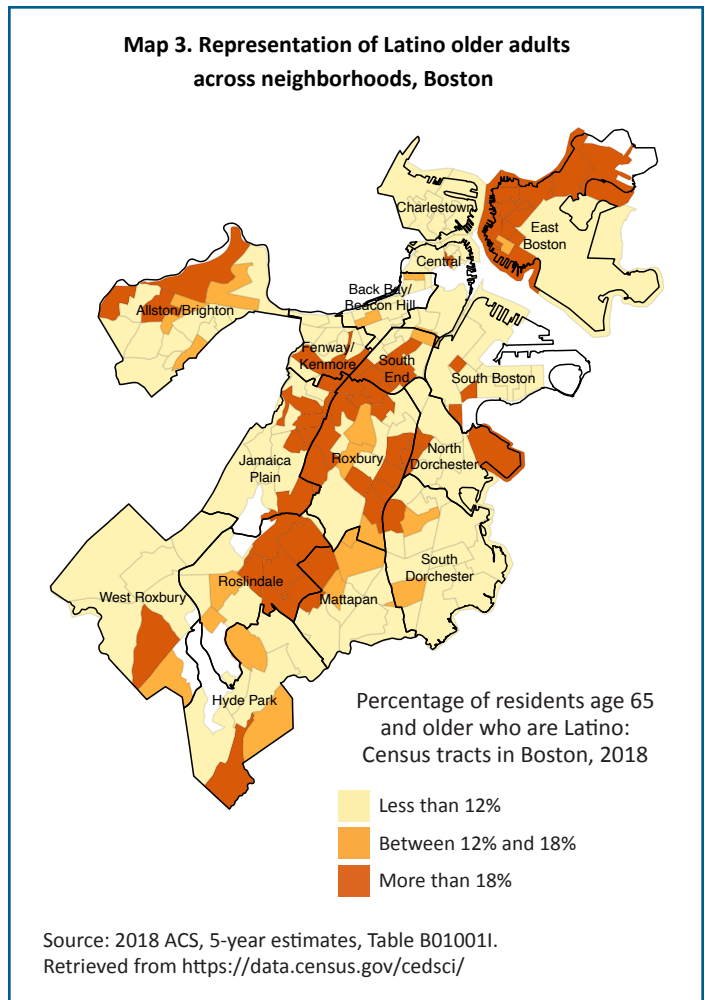 Map 3. Representation of Latino older adults
across neighborhoods, Boston
Charlestown
East
Boston
Central
Back Bay/
Beacon Hill
Allston/Brighton
Fenway/
Kenmore
South
End
South Boston
Jamaica
Plain
Roxbury
North
Dorchester
South
Dorchester
Roslindale
West Roxbury
Mattapan
Hyde Park
Percentage of residents age 65
and older who are Latino:
Census tracts in Boston, 2018
Less than 12%
Between 12% and 18%
More than 18%
Source: 2018 ACS, 5-year estimates, Table B01001I.
Retrieved from https://data.census.gov/cedsci/